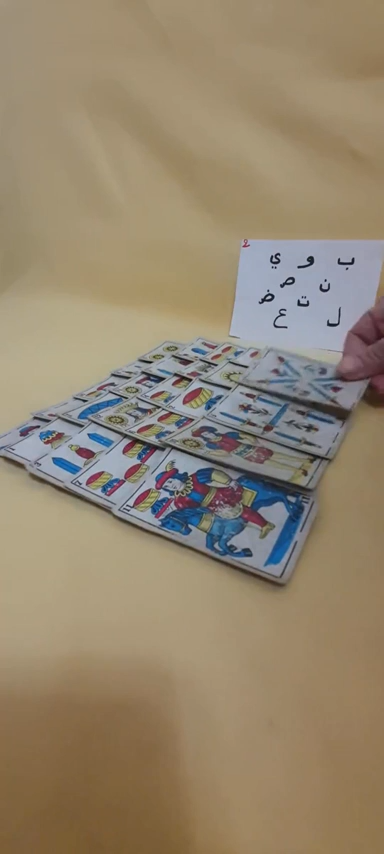 2
ب و ي
ن ص
ت ض
ل ع